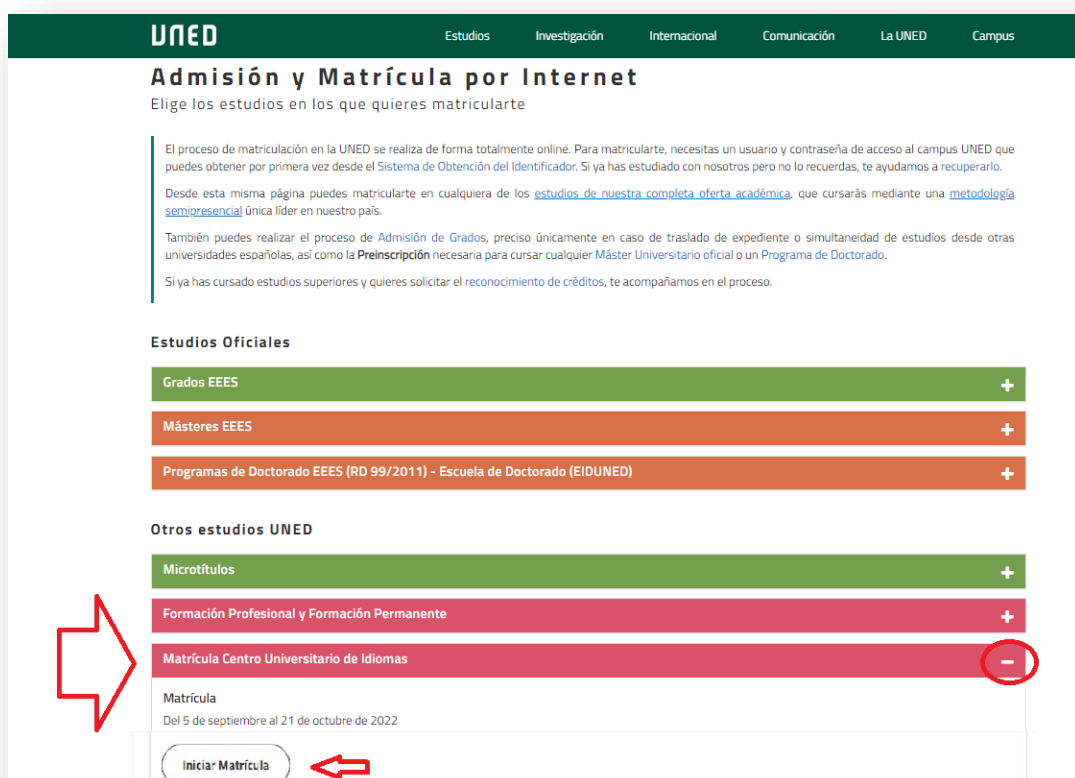 UNED
Estudios Investigación Internacional Comunicación La UNED Campus
Admisión y Matrícula por Internet
Elige los estudios en los que quieres matricularte
El proceso de matriculación en la UNED se realiza de forma totalmente online. Para matricularte, necesitas un usuario y contraseña de acceso al campus UNED que
puedes obtener por primera vez desde el Sistema de Obtención del Identificador. Si ya has estudiado con nosotros pero no lo recuerdas, te ayudamos a recuperarlo.
Desde esta misma página puedes matricularte en cualquiera de los estudios de nuestra completa oferta académica, que cursarás mediante una metodología
semipresencial única líder en nuestro país.
También puedes realizar el proceso de Admisión de Grados, preciso únicamente en caso de traslado de expediente o simultaneidad de estudios desde otras
universidades españolas, así como la Preinscripción necesaria para cursar cualquier Máster Universitario oficial o un Programa de Doctorado.
Si ya has cursado estudios superiores y quieres solicitar el reconocimiento de créditos, te acompañamos en el proceso.
Estudios Oficiales
Grados EEES +
Másteres EEES +
Programas de Doctorado EEES (RD 99/2011) - Escuela de Doctorado (EIDUNED) +
Otros estudios UNED
Microtítulos +
Formación Profesional y Formación Permanente +
Matrícula Centro Universitario de Idiomas −
Matrícula
Del 5 de septiembre al 21 de octubre de 2022
Iniciar Matrícula